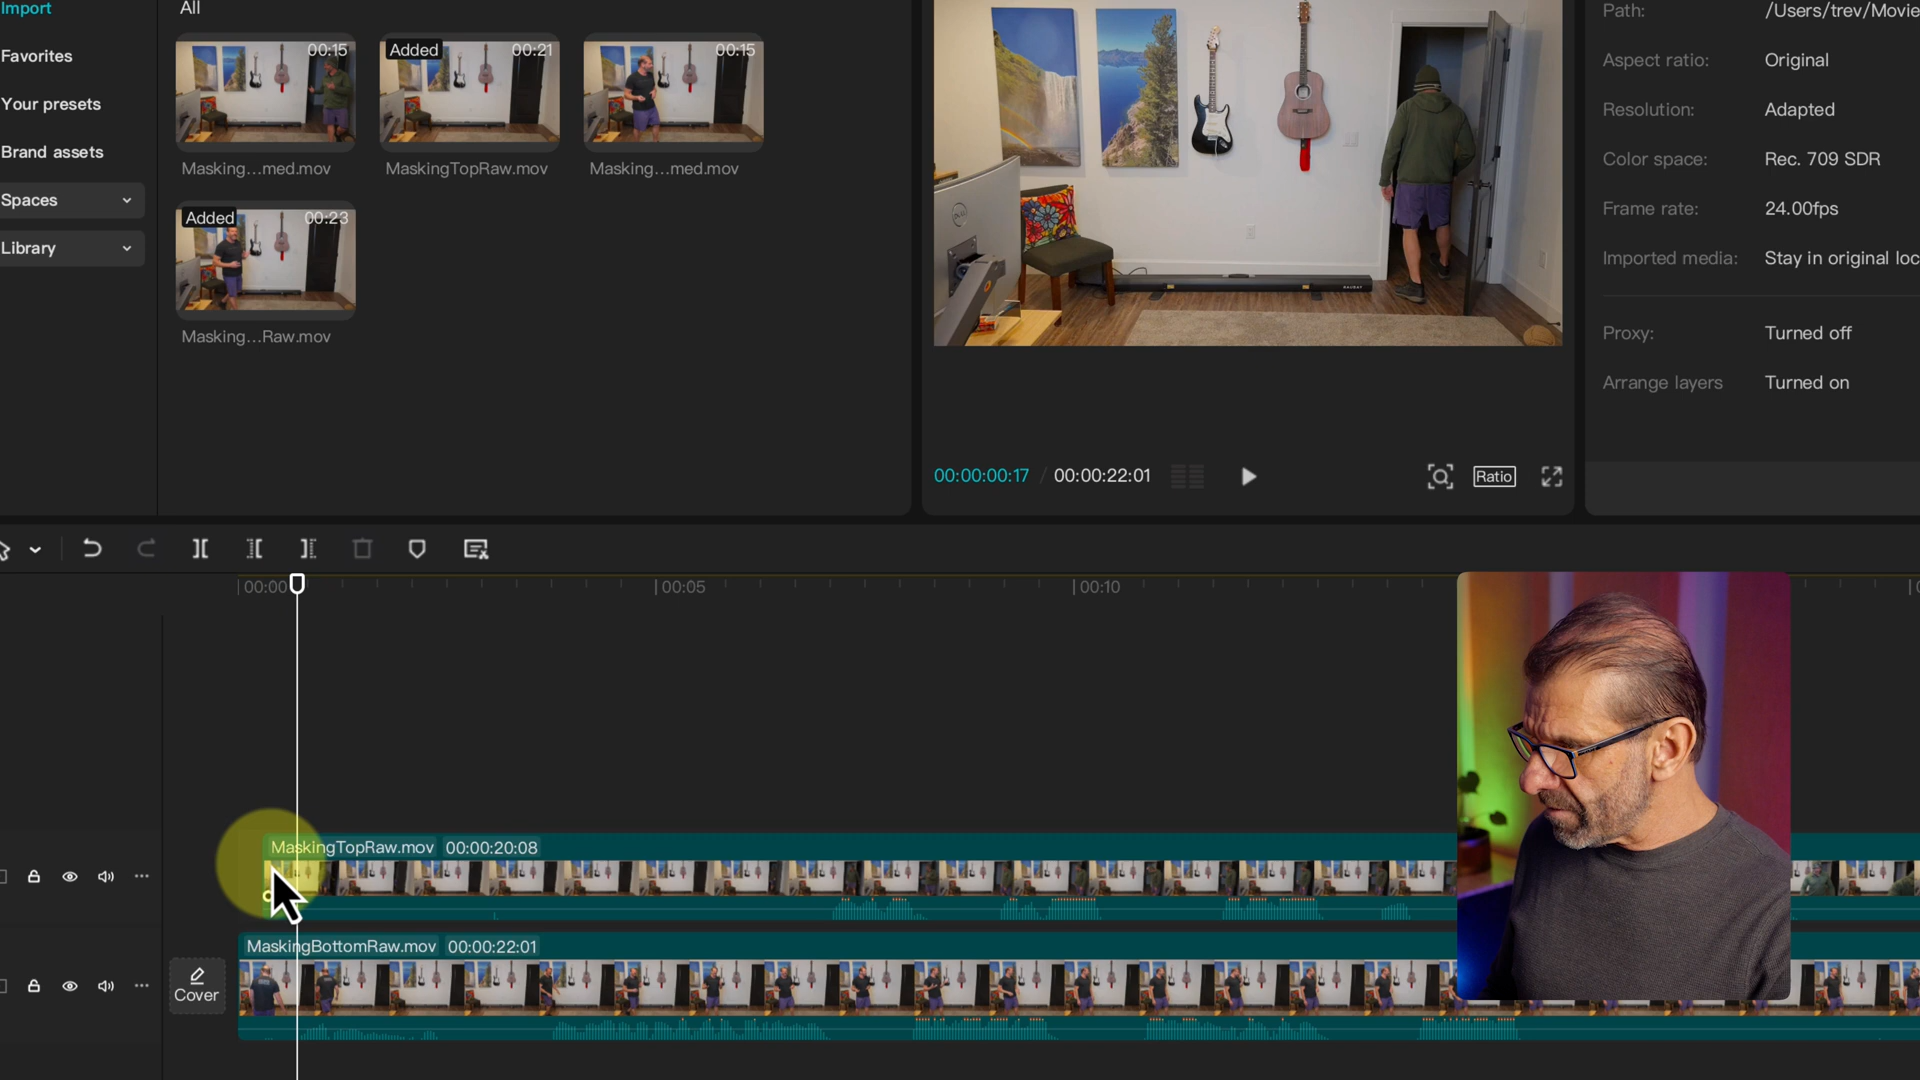 Import
Favorites
Your presets
Brand assets
Spaces
Library
All
00:15
Added 00:21
00:15
Masking...med.mov
MaskingTopRaw.mov
Masking...med.mov
Added 00:23
Masking...Raw.mov
00:00:00:17 / 00:00:22:01
Ratio
Path: /Users/trev/Movie
Aspect ratio: Original
Resolution: Adapted
Color space: Rec. 709 SDR
Frame rate: 24.00fps
Imported media: Stay in original loc
Proxy: Turned off
Arrange layers Turned on
00:00
00:05
00:10
MaskingTopRaw.mov 00:00:20:08
MaskingBottomRaw.mov 00:00:22:01
Cover